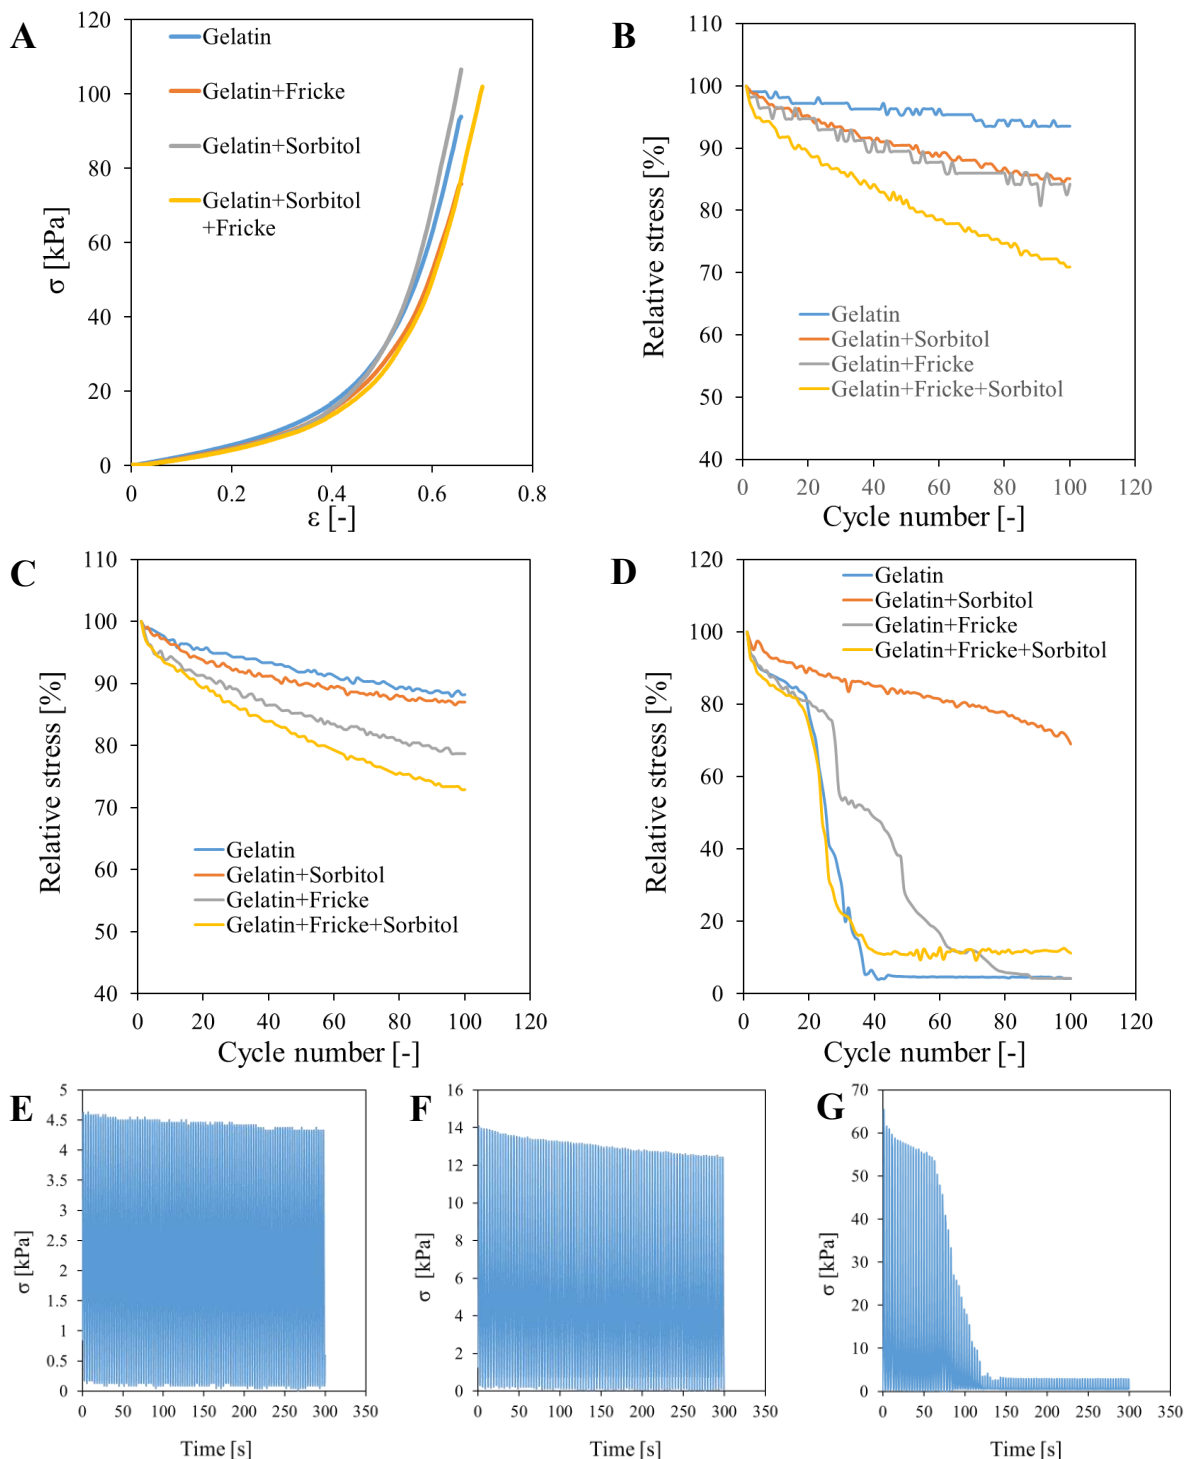 A
120
100
80
60
40
20
0
σ [kPa]
0
0.2
0.4
0.6
0.8
ε [-]
Gelatin
Gelatin+Fricke
Gelatin+Sorbitol
Gelatin+Sorbitol
+Fricke
B
110
100
90
80
70
60
50
40
Relative stress [%]
0
20
40
60
80
100
120
Cycle number [-]
Gelatin
Gelatin+Sorbitol
Gelatin+Fricke
Gelatin+Fricke+Sorbitol
C
110
100
90
80
70
60
50
40
Relative stress [%]
0
20
40
60
80
100
120
Cycle number [-]
Gelatin
Gelatin+Sorbitol
Gelatin+Fricke
Gelatin+Fricke+Sorbitol
D
120
100
80
60
40
20
0
Relative stress [%]
0
20
40
60
80
100
120
Cycle number [-]
Gelatin
Gelatin+Sorbitol
Gelatin+Fricke
Gelatin+Fricke+Sorbitol
E
5
4.5
4
3.5
3
2.5
2
1.5
1
0.5
0
σ [kPa]
0
50
100
150
200
250
300
350
Time [s]
F
16
14
12
10
8
6
4
2
0
σ [kPa]
0
50
100
150
200
250
300
350
Time [s]
G
70
60
50
40
30
20
10
0
σ [kPa]
0
50
100
150
200
250
300
350
Time [s]